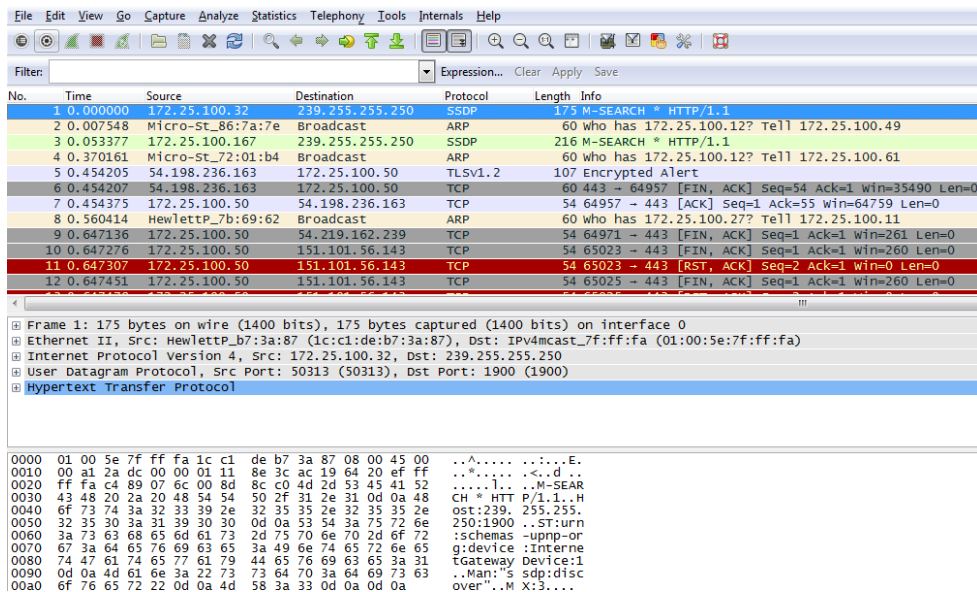 File Edit View Go Capture Analyze Statistics Telephony Tools Internals Help
Filter: Expression... Clear Apply Save
No. Time Source Destination Protocol Length Info
1 0.000000 172.25.100.32 239.255.255.250 SSDP 175 M-SEARCH * HTTP/1.1
2 0.007548 Micro-St_86:7a:7e Broadcast ARP 60 Who has 172.25.100.12? Tell 172.25.100.49
3 0.053377 172.25.100.167 239.255.255.250 SSDP 216 M-SEARCH * HTTP/1.1
4 0.370161 Micro-St_72:01:b4 Broadcast ARP 60 Who has 172.25.100.12? Tell 172.25.100.61
5 0.454205 54.198.236.163 172.25.100.50 TLSv1.2 107 Encrypted Alert
6 0.454207 54.198.236.163 172.25.100.50 TCP 60 443 → 64957 [FIN, ACK] Seq=54 Ack=1 Win=35490 Len=0
7 0.454375 172.25.100.50 54.198.236.163 TCP 54 64957 → 443 [ACK] Seq=1 Ack=55 Win=64759 Len=0
8 0.560414 HewlettP_7b:69:62 Broadcast ARP 60 Who has 172.25.100.27? Tell 172.25.100.11
9 0.647136 172.25.100.50 54.219.162.239 TCP 54 64971 → 443 [FIN, ACK] Seq=1 Ack=1 Win=261 Len=0
10 0.647276 172.25.100.50 151.101.56.143 TCP 54 65023 → 443 [FIN, ACK] Seq=1 Ack=1 Win=260 Len=0
11 0.647307 172.25.100.50 151.101.56.143 TCP 54 65023 → 443 [RST, ACK] Seq=2 Ack=1 Win=0 Len=0
12 0.647451 172.25.100.50 151.101.56.143 TCP 54 65025 → 443 [FIN, ACK] Seq=1 Ack=1 Win=260 Len=0
Frame 1: 175 bytes on wire (1400 bits), 175 bytes captured (1400 bits) on interface 0
Ethernet II, Src: HewlettP_b7:3a:87 (1c:c1:de:b7:3a:87), Dst: IPv4mcast_7f:ff:fa (01:00:5e:7f:ff:fa)
Internet Protocol Version 4, Src: 172.25.100.32, Dst: 239.255.255.250
User Datagram Protocol, Src Port: 50313 (50313), Dst Port: 1900 (1900)
Hypertext Transfer Protocol
0000 01 00 5e 7f ff fa 1c c1 de b7 3a 87 08 00 45 00 ..^..... ..:...E.
0010 00 a1 2a dc 00 00 01 11 8e 3c ac 19 64 20 ef ff ..*..... .<..d ..
0020 ff fa c4 89 07 6c 00 8d 8c c0 4d 2d 53 45 41 52 .....l.. ..M-SEAR
0030 43 48 20 2a 20 48 54 54 50 2f 31 2e 31 0d 0a 48 CH * HTT P/1.1..H
0040 6f 73 74 3a 32 33 39 2e 32 35 35 2e 32 35 35 2e ost:239. 255.255.
0050 32 35 30 3a 31 39 30 30 0d 0a 53 54 3a 75 72 6e 250:1900 ..ST:urn
0060 3a 73 63 68 65 6d 61 73 2d 75 70 6e 70 2d 6f 72 :schemas -upnp-or
0070 67 3a 64 65 76 69 63 65 3a 49 6e 74 65 72 6e 65 g:device :Interne
0080 74 47 61 74 65 77 61 79 44 65 76 69 63 65 3a 31 tGateway Device:1
0090 0d 0a 4d 61 6e 3a 22 73 73 64 70 3a 64 69 73 63 ..Man:"s sdp:disc
00a0 6f 76 65 72 22 0d 0a 4d 58 3a 33 0d 0a 0d 0a over"..M X:3....